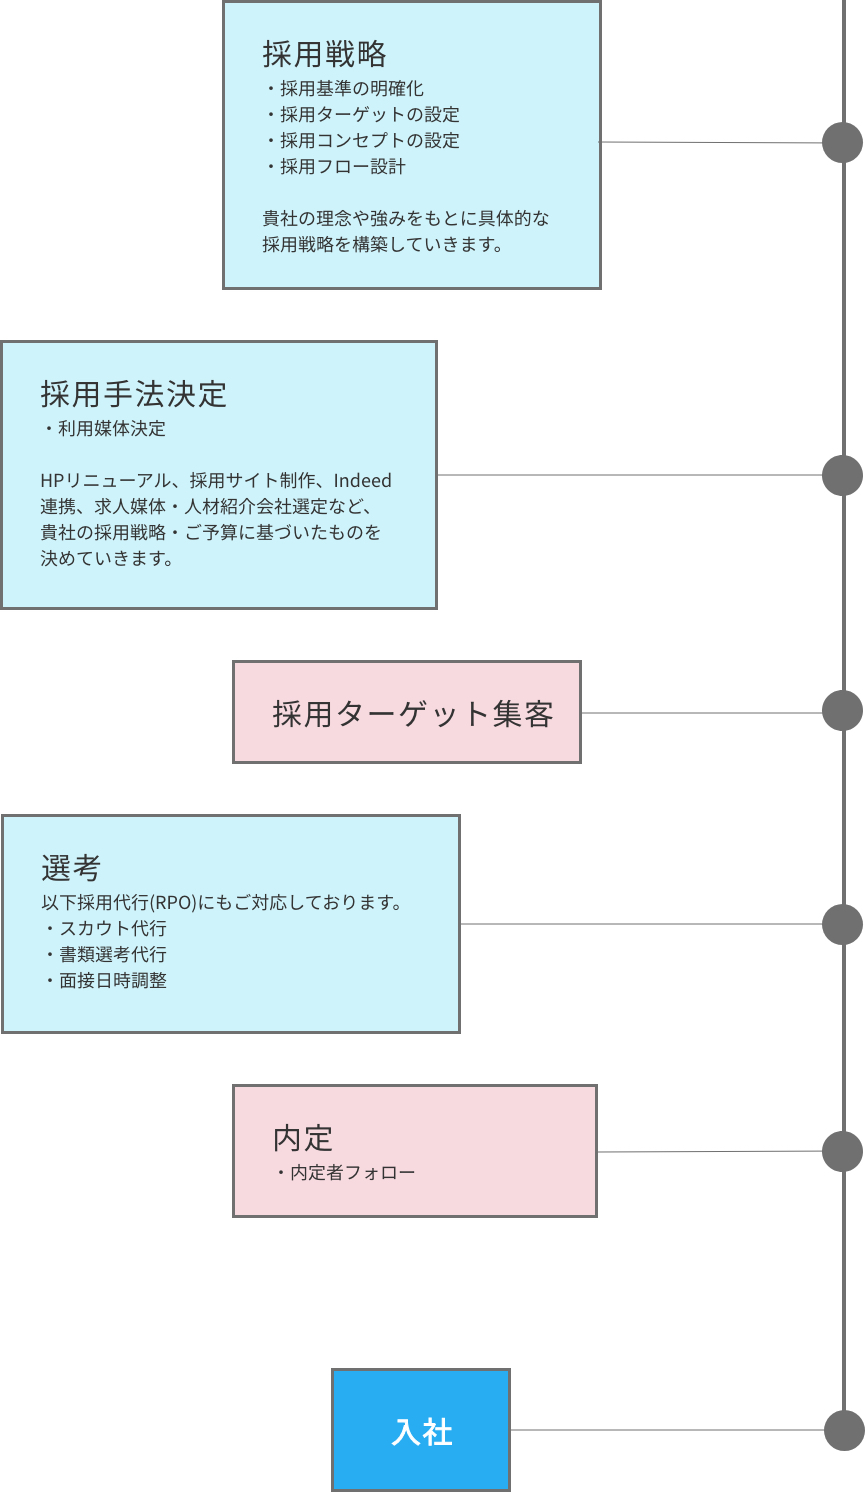 採用戦略
・採用基準の明確化
・採用ターゲットの設定
・採用コンセプトの設定
・採用フロー設計
貴社の理念や強みをもとに具体的な
採用戦略を構築していきます。
採用手法決定
・利用媒体決定
HPリニューアル、採用サイト制作、Indeed
連携、求人媒体・人材紹介会社選定など、
貴社の採用戦略・ご予算に基づいたものを
決めていきます。
採用ターゲット集客
選考
以下採用代行(RPO)にもご対応しております。
・スカウト代行
・書類選考代行
・面接日時調整
内定
・内定者フォロー
入社